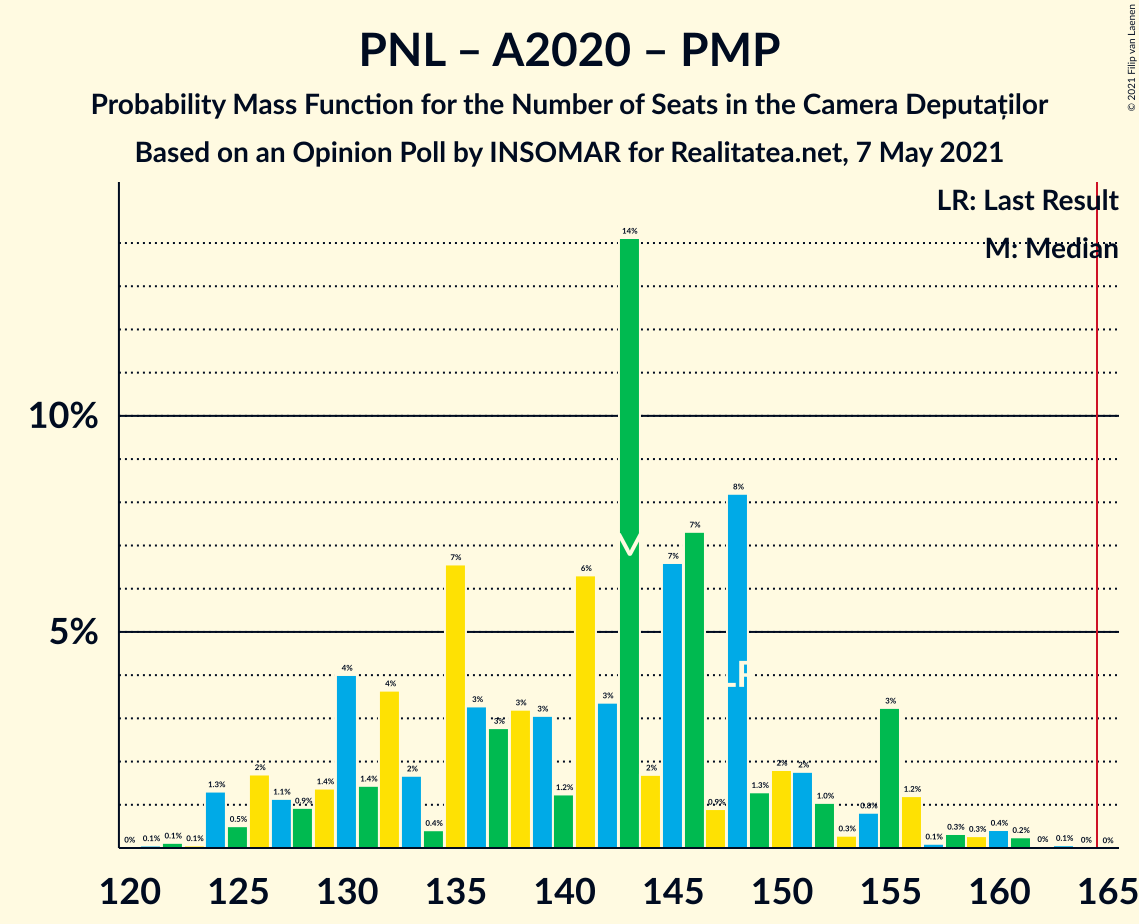 PNL – A2020 – PMP
Probability Mass Function for the Number of Seats in the Camera Deputaților
Based on an Opinion Poll by INSOMAR for Realitatea.net, 7 May 2021
© 2021 Filip van Laenen
LR: Last Result
M: Median
10%
5%
0% 0.1% 0.1% 0.1% 1.3% 0.5% 2% 1.1% 0.9% 1.4% 4% 1.4% 4% 2% 0.4% 7% 3% 3% 3% 3% 1.2% 6% 3% 14% 2% 7% 7% 0.9% 8% 1.3% 2% 2% 1.0% 0.3% 0.8% 3% 1.2% 0.1% 0.3% 0.3% 0.4% 0.2% 0% 0.1% 0% 0%
M
LR
120 125 130 135 140 145 150 155 160 165